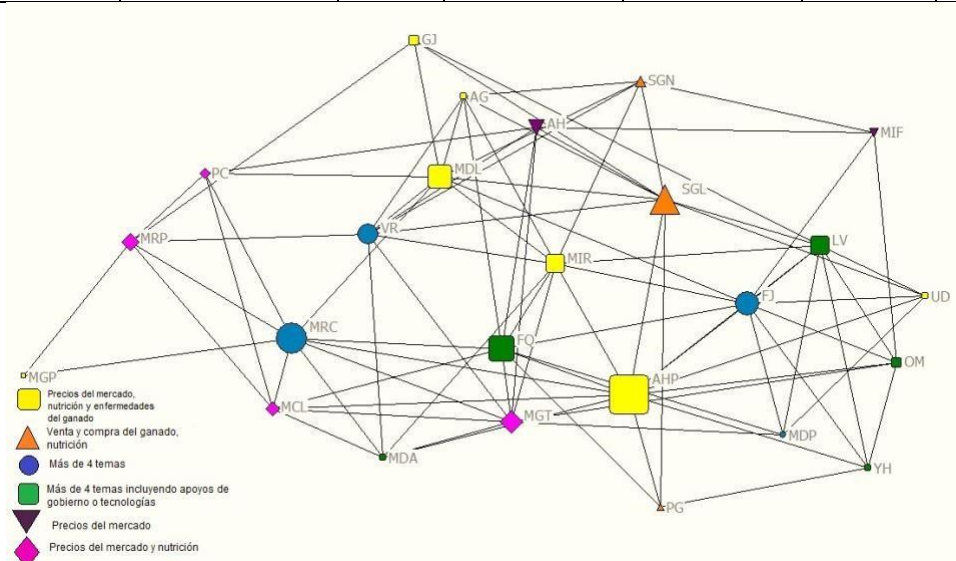 GJ
SGN
AG
AH
MIF
PC
MDL
SGL
VR
MRP
LV
MIR
UD
FJ
MRC
FQ
OM
MGP
AHP
MCL
MGT
MDP
MDA
YH
PG
Precios del mercado,
nutrición y enfermedades
del ganado
Venta y compra del ganado,
nutrición
Más de 4 temas
Más de 4 temas incluyendo apoyos de
gobierno o tecnologías
Precios del mercado
Precios del mercado y nutrición